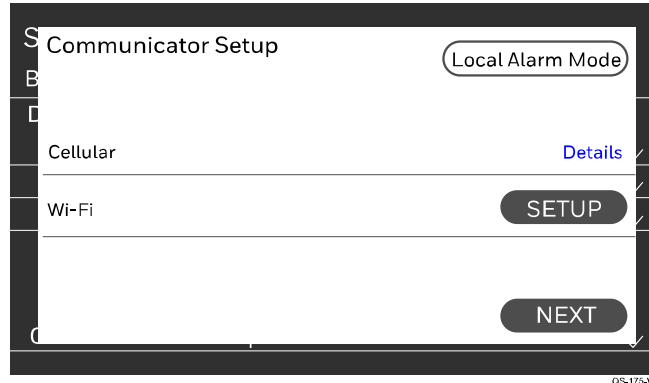 Communicator Setup
Local Alarm Mode
Cellular
Details
Wi-Fi
SETUP
NEXT